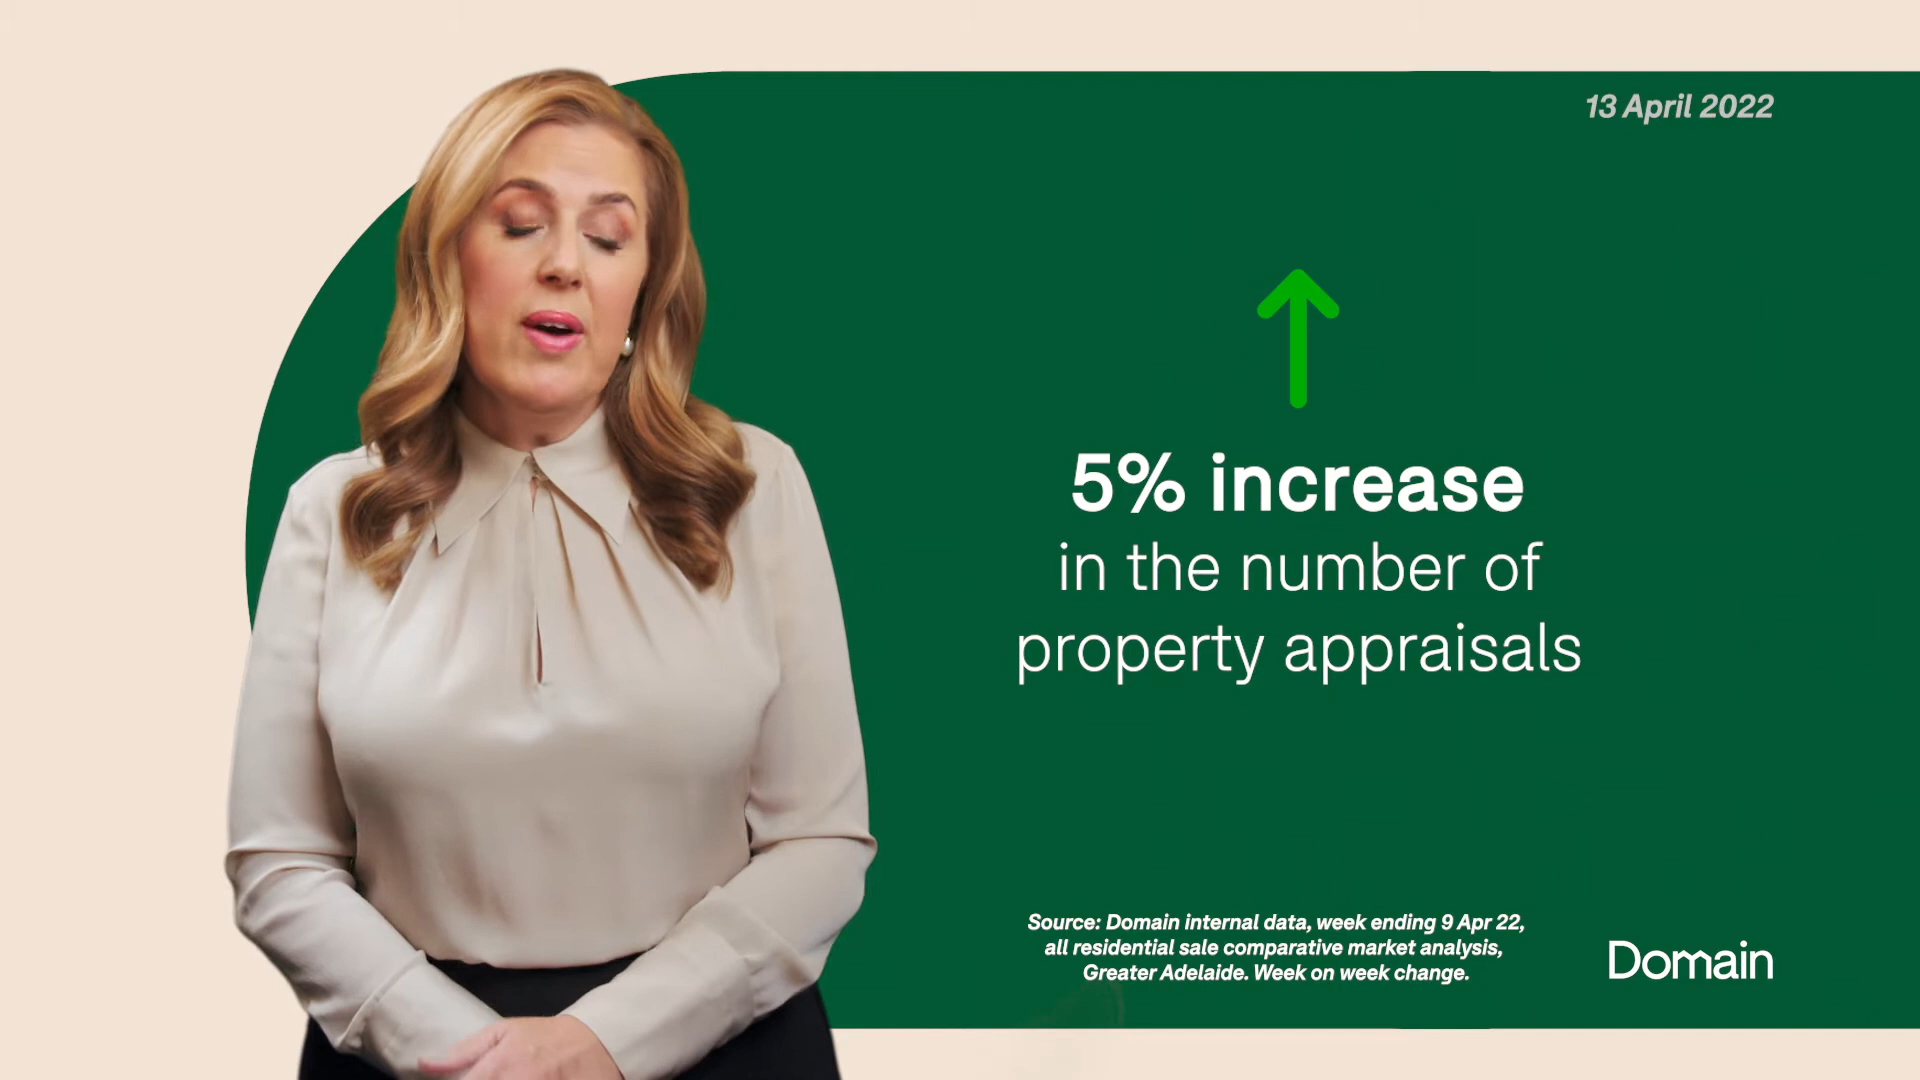 13 April 2022
5% increase
in the number of
property appraisals
Source: Domain internal data, week ending 9 Apr 22,
all residential sale comparative market analysis,
Greater Adelaide. Week on week change.
Domain